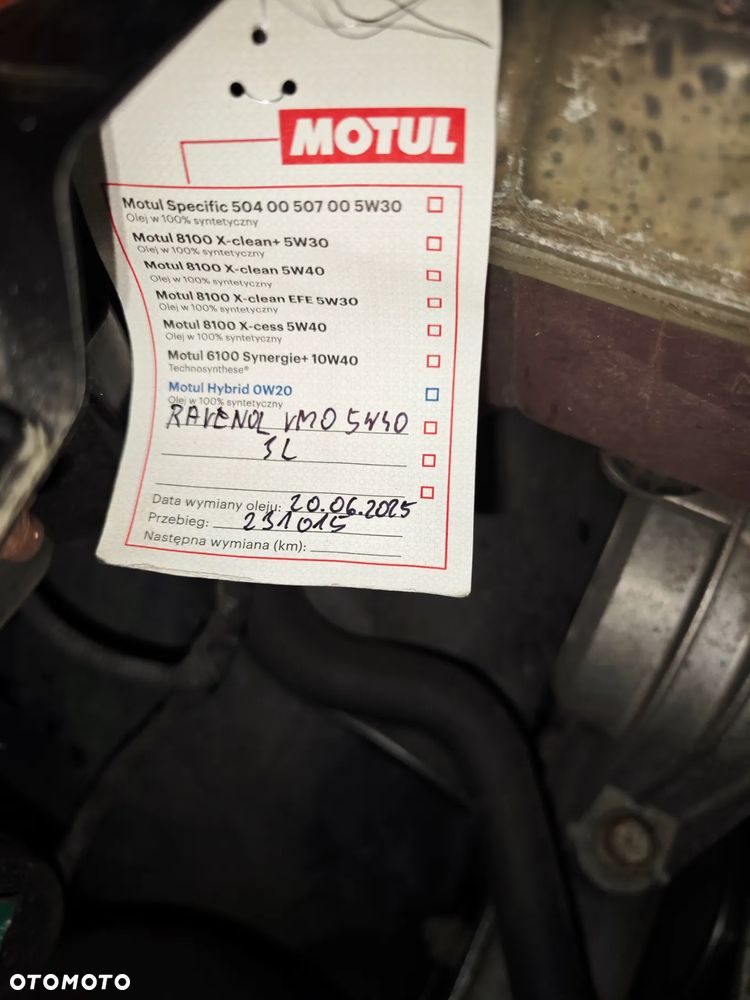 MOTUL
Motul Specific 504 00 507 00 5W30
Olej w 100% syntetyczny
Motul 8100 X-clean+ 5W30
Olej w 100% syntetyczny
Motul 8100 X-clean 5W40
Olej w 100% syntetyczny
Motul 8100 X-clean EFE 5W30
Olej w 100% syntetyczny
Motul 8100 X-cess 5W40
Olej w 100% syntetyczny
Motul 6100 Synergie+ 10W40
Technosynthese®
Motul Hybrid 0W20
Olej w 100% syntetyczny
RAVENOL VMO 5W40
3L
Data wymiany oleju: 20.06.2025
Przebieg: 231015
Następna wymiana (km):
OTOMOTO